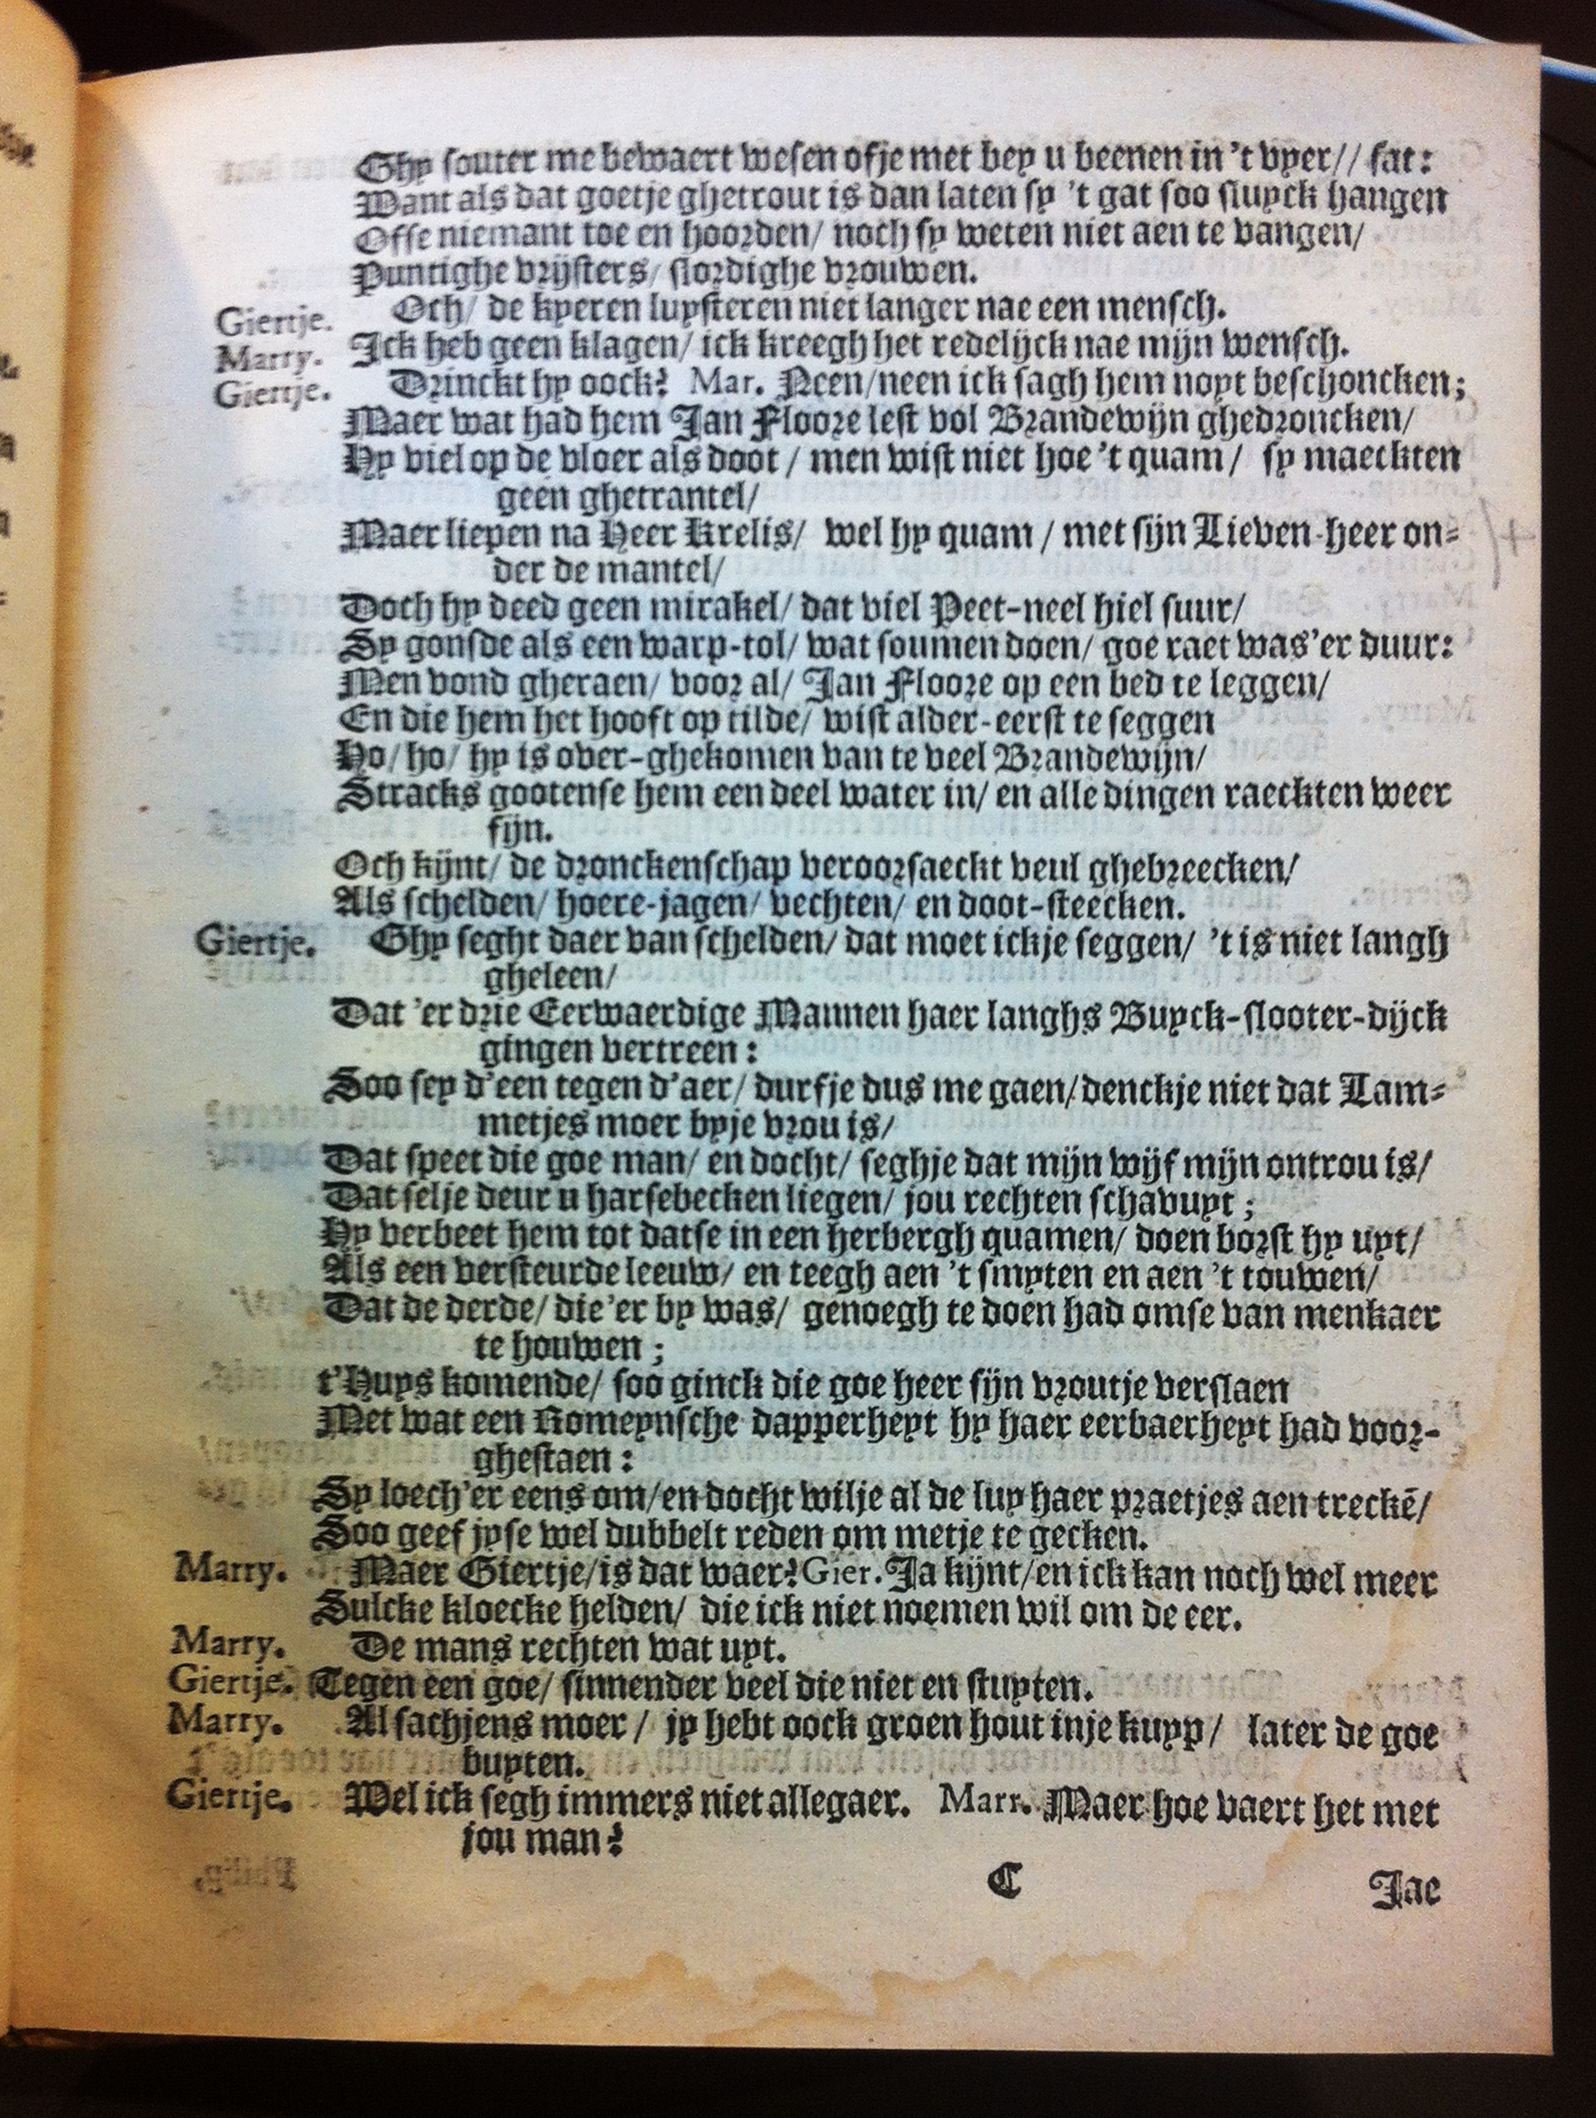 Ghy souter me bewaert wesen ofje met bey u beenen in 't vyer// sat:
Want als dat goetje ghetrout is dan laten sy 't gat soo sluyck hangen
Offe niemant toe en hoorden/ noch sy weten niet aen te vangen/
Puntighe vrijsters/ slordighe vrouwen.
Giertje. Och/ de kyeren luysteren niet langer nae een mensch.
Marry. Ick heb geen klagen/ ick kreegh het redelijck nae mijn wensch.
Giertje. Drinckt hy oock? Mar. Neen/neen ick sagh hem noyt beschoncken;
Maer wat had hem Jan Floore lest vol Brandewijn ghedroncken/
Hy viel op de vloer als doot / men wist niet hoe 't quam/ sy maeckten
geen ghetrantel/
Maer liepen na Heer Krelis/ wel hy quam / met sijn Lieven-heer on-
der de mantel/
Doch hy deed geen mirakel/ dat viel Peet-neel hiel suur/
Sy gonsde als een warp-tol/ wat soumen doen/ goe raet was'er duur:
Men vond gheraen/ voor al/ Jan Floore op een bed te leggen/
En die hem het hooft op tilde/ wist alder-eerst te seggen
Ho/ ho/ hy is over-ghekomen van te veel Brandewijn/
Stracks gootense hem een deel water in/ en alle dingen raeckten weer
fijn.
Och kijnt/ de dronckenschap veroorsaeckt veul ghebreecken/
Als schelden/ hoere-jagen/ vechten/ en doot-steecken.
Giertje. Ghy seght daer van schelden/ dat moet ickje seggen/ 't is niet langh
gheleen/
Dat 'er drie Eerwaerdige Mannen haer langhs Buyck-slooter-dijck
gingen vertreen:
Soo sey d'een tegen d'aer/ durfje dus me gaen/denckje niet dat Lam-
metjes moer byje vrou is/
Dat speet die goe man/ en docht/ seghje dat mijn wijf mijn ontrou is/
Dat selje deur u harsebecken liegen/ jou rechten schavuyt;
Hy verbeet hem tot datse in een herbergh quamen/ doen borst hy uyt/
Als een versteurde leeuw/ en teegh aen 't smyten en aen 't touwen/
Dat de derde/ die'er by was/ genoegh te doen had omse van menkaer
te houwen;
t'Huys komende/ soo ginck die goe heer sijn vroutje verslaen
Met wat een Romeynsche dapperheyt hy haer eerbaerheyt had voor-
ghestaen:
Sy loech'er eens om/en docht wilje al de luy haer praetjes aen treckē/
Soo geef jyse wel dubbelt reden om metje te gecken.
Marry. Maer Giertje/is dat waer? Gier. Ja kijnt/en ick kan noch wel meer
Sulcke kloecke helden/ die ick niet noemen wil om de eer.
Marry. De mans rechten wat uyt.
Giertje. Tegen een goe/ sinnender veel die niet en stuyten.
Marry. Al sachjens moer/ jy hebt oock groen hout inje kuyp/ later de goe
buyten.
Giertje. Wel ick segh immers niet allegaer. Marr. Maer hoe vaert het met
jou man?
C Jae